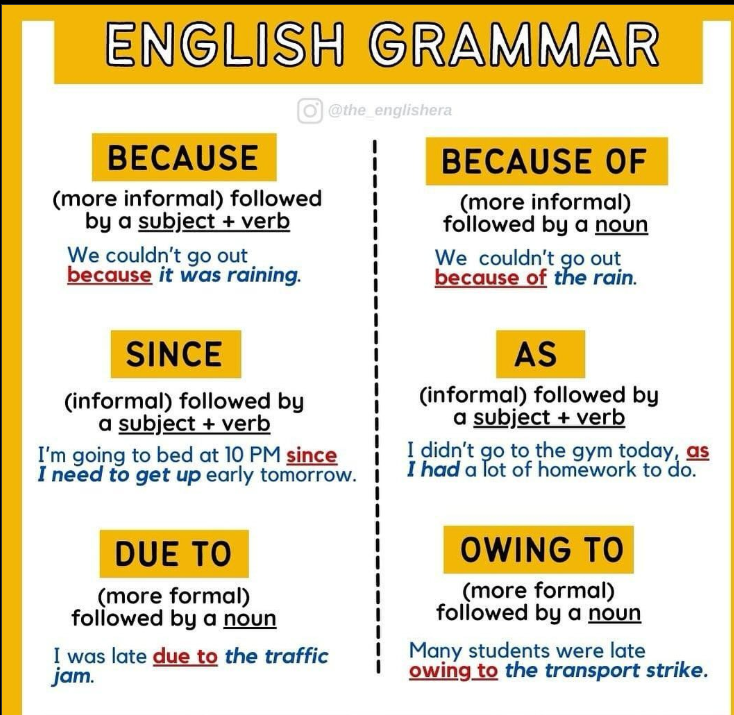 ENGLISH GRAMMAR
@the_englishera
BECAUSE
(more informal) followed
by a subject + verb
We couldn't go out
because it was raining.
BECAUSE OF
(more informal)
followed by a noun
We couldn't go out
because of the rain.
SINCE
(informal) followed by
a subject + verb
I'm going to bed at 10 PM since
I need to get up early tomorrow.
AS
(informal) followed by
a subject + verb
I didn't go to the gym today, as
I had a lot of homework to do.
DUE TO
(more formal)
followed by a noun
I was late due to the traffic
jam.
OWING TO
(more formal)
followed by a noun
Many students were late
owing to the transport strike.